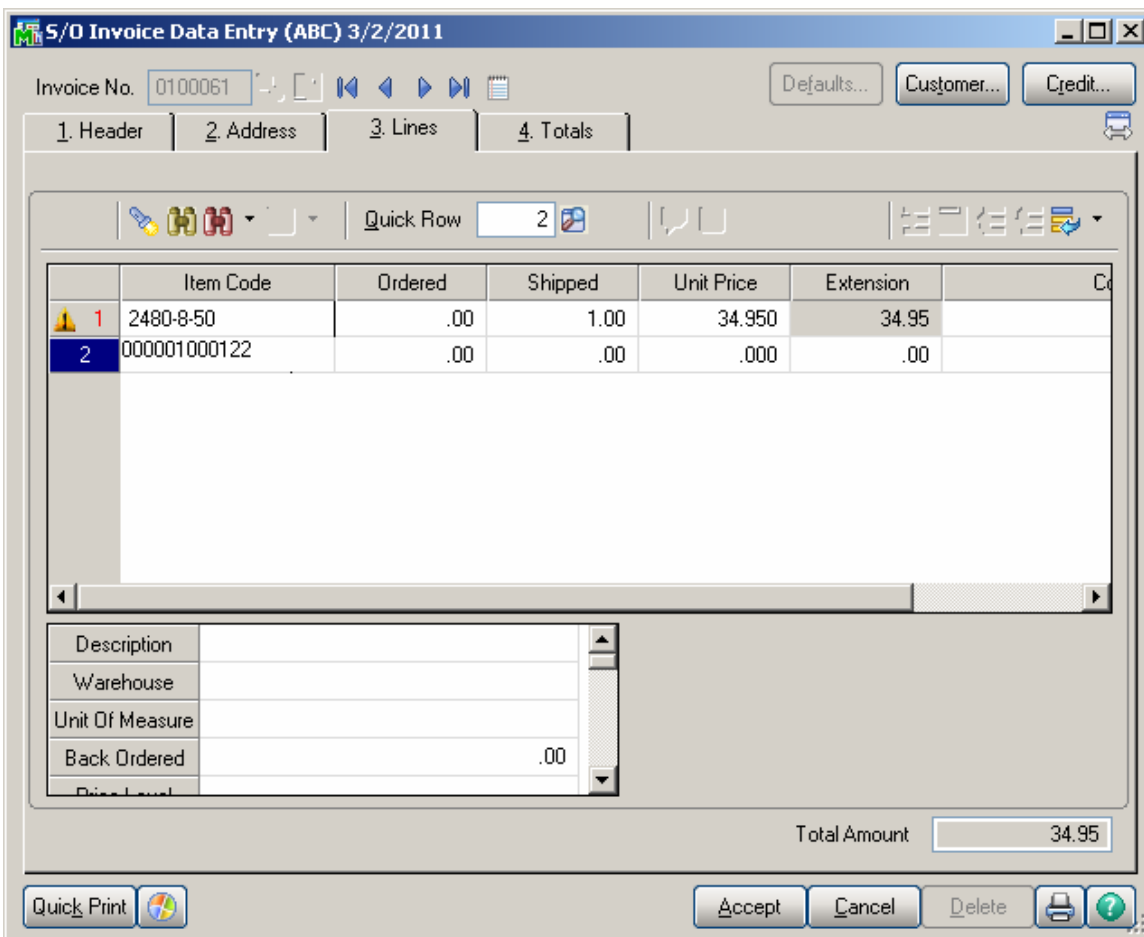 S/O Invoice Data Entry (ABC) 3/2/2011
Invoice No. 0100061 Defaults... Customer... Credit...
1. Header 2. Address 3. Lines 4. Totals
Quick Row 2
Item Code Ordered Shipped Unit Price Extension
1 2480-8-50 .00 1.00 34.950 34.95
2 000001000122 .00 .00 .000 .00
Description
Warehouse
Unit Of Measure
Back Ordered .00
Total Amount 34.95
Quick Print Accept Cancel Delete